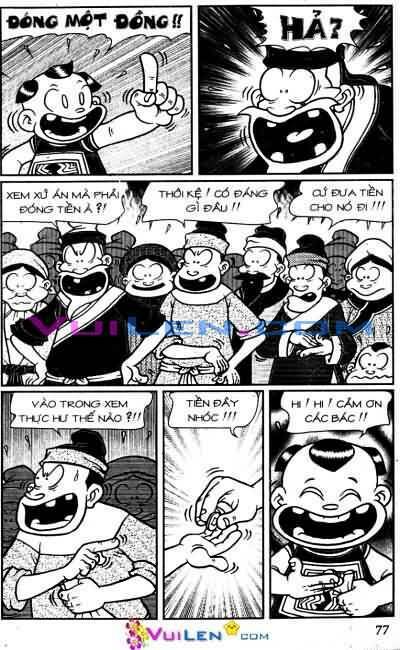 ĐÓNG MỘT ĐỒNG!!
HẢ?
XEM XỬ ÁN MÀ PHẢI
ĐÓNG TIỀN À?!
THÔI KỆ! CÓ ĐÁNG
GÌ ĐÂU!!
CỨ ĐƯA TIỀN
CHO NÓ ĐI!!!
VUILEN.COM
VÀO TRONG XEM
THỰC HƯ THẾ NÀO?!!
TIỀN ĐÂY
NHÓC!!!
HI! HI! CẢM ƠN
CÁC BÁC!!
77
VUILEN.COM